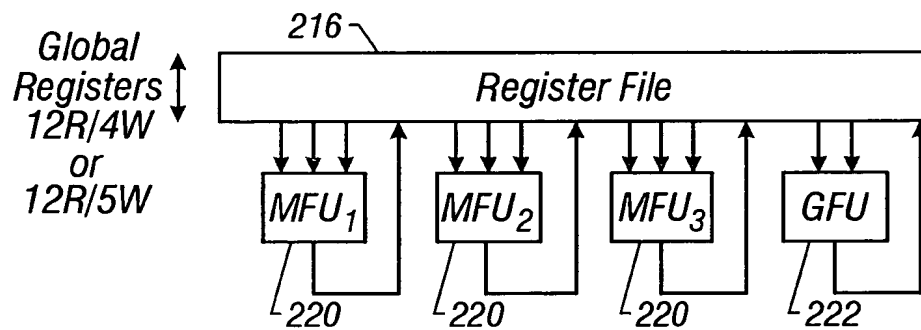 216
Global
Registers
12R/4W
or
12R/5W
Register File
MFU1
MFU2
MFU3
GFU
220
220
220
222